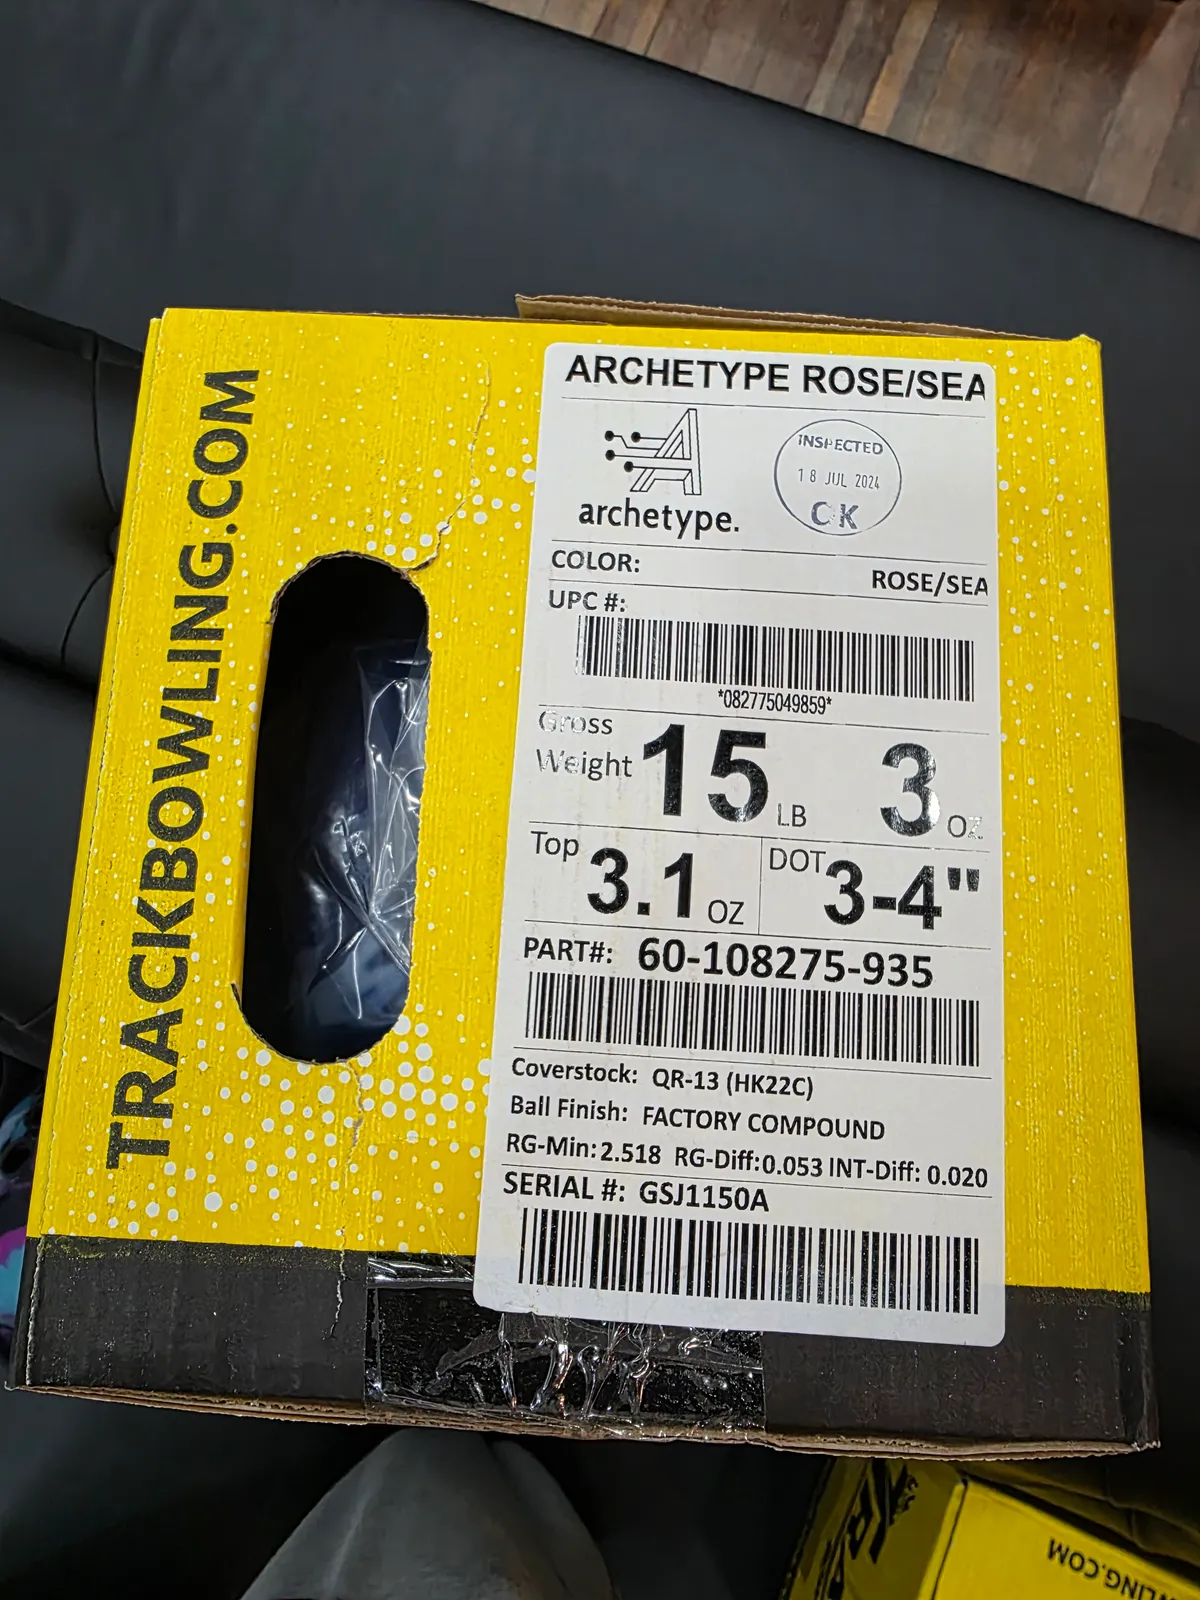 TRACKBOWLING.COM
ARCHETYPE ROSE/SEA
archetype.
INSPECTED
18 JUL 2024
OK
COLOR: ROSE/SEA
UPC #:
*082775049859*
Gross
Weight 15 LB 3 OZ
Top 3.1 OZ DOT 3-4"
PART#: 60-108275-935
Coverstock: QR-13 (HK22C)
Ball Finish: FACTORY COMPOUND
RG-Min: 2.518 RG-Diff: 0.053 INT-Diff: 0.020
SERIAL #: GSJ1150A